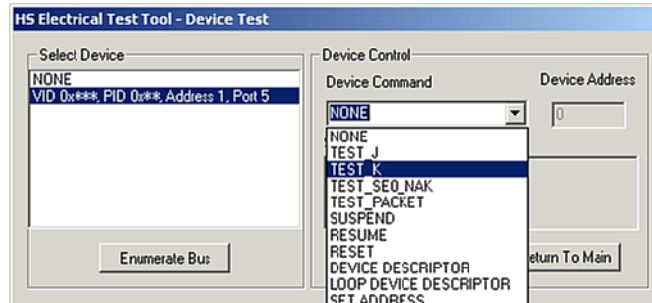 HS Electrical Test Tool - Device Test
Select Device
NONE
VID 0x***, PID 0x**, Address 1, Port 5
Enumerate Bus
Device Control
Device Command
Device Address
NONE
0
NONE
TEST_J
TEST_K
TEST_SE0_NAK
TEST_PACKET
SUSPEND
RESUME
RESET
DEVICE DESCRIPTOR
LOOP DEVICE DESCRIPTOR
SET ADDRESS
eturn To Main